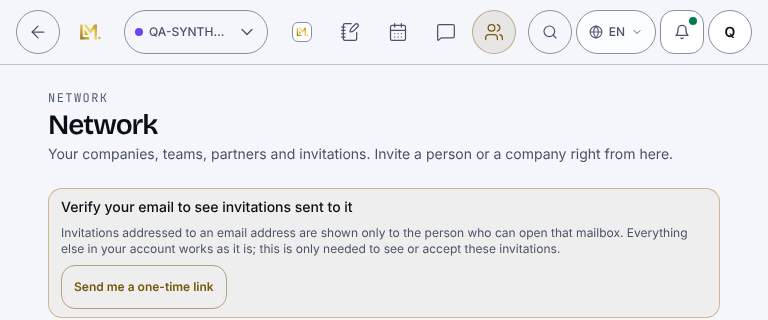 LM.
QA-SYNTH...
LM.
EN
Q
NETWORK
Network
Your companies, teams, partners and invitations. Invite a person or a company right from here.
Verify your email to see invitations sent to it
Invitations addressed to an email address are shown only to the person who can open that mailbox. Everything
else in your account works as it is; this is only needed to see or accept these invitations.
Send me a one-time link